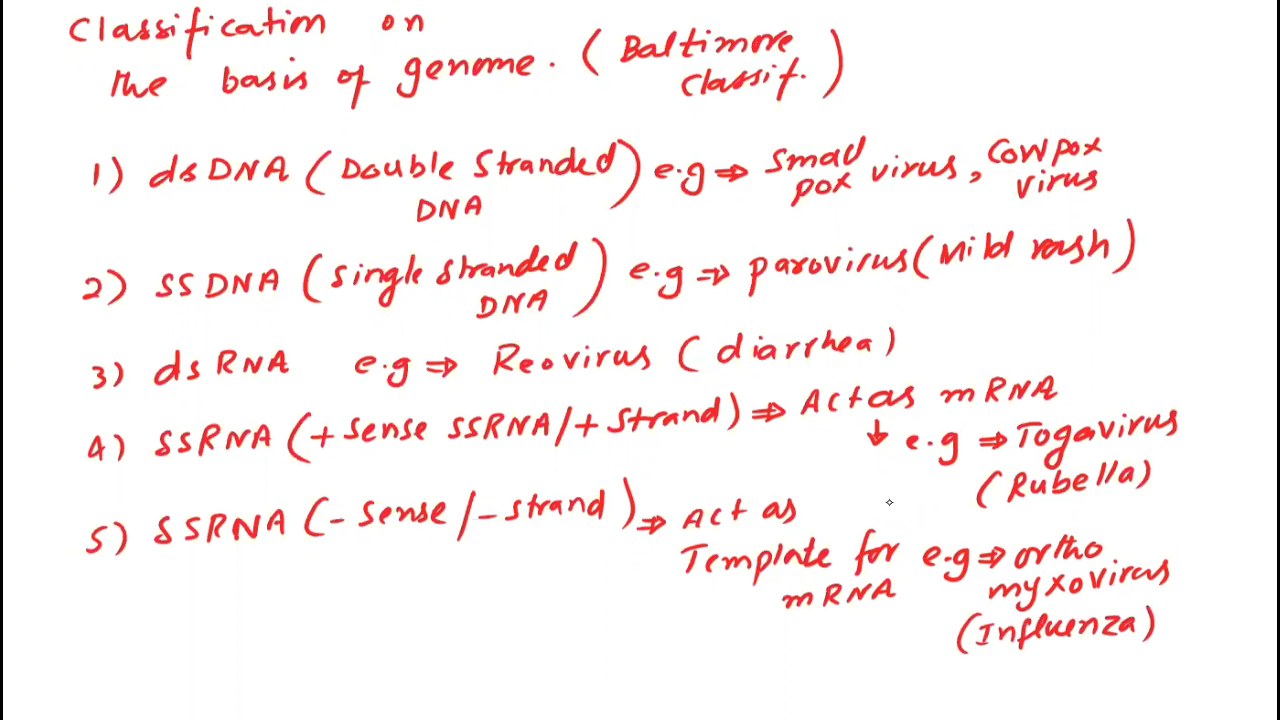 Classification on
the basis of genome. (Baltimore
Classif.)
1) dsDNA (Double Stranded
DNA) e.g ⇒ Small
pox virus, Cowpox
virus
2) SSDNA (single stranded
DNA) e.g ⇒ parovirus (Mild rash)
3) dsRNA e.g ⇒ Reovirus (diarrhea)
4) SSRNA (+ sense SSRNA/+ strand) ⇒ Act as mRNA
↓ e.g ⇒ Togavirus
(Rubella)
5) SSRNA (- sense/- strand) ⇒ Act as
Template for
mRNA
e.g ⇒ ortho
myxovirus
(Influenza)